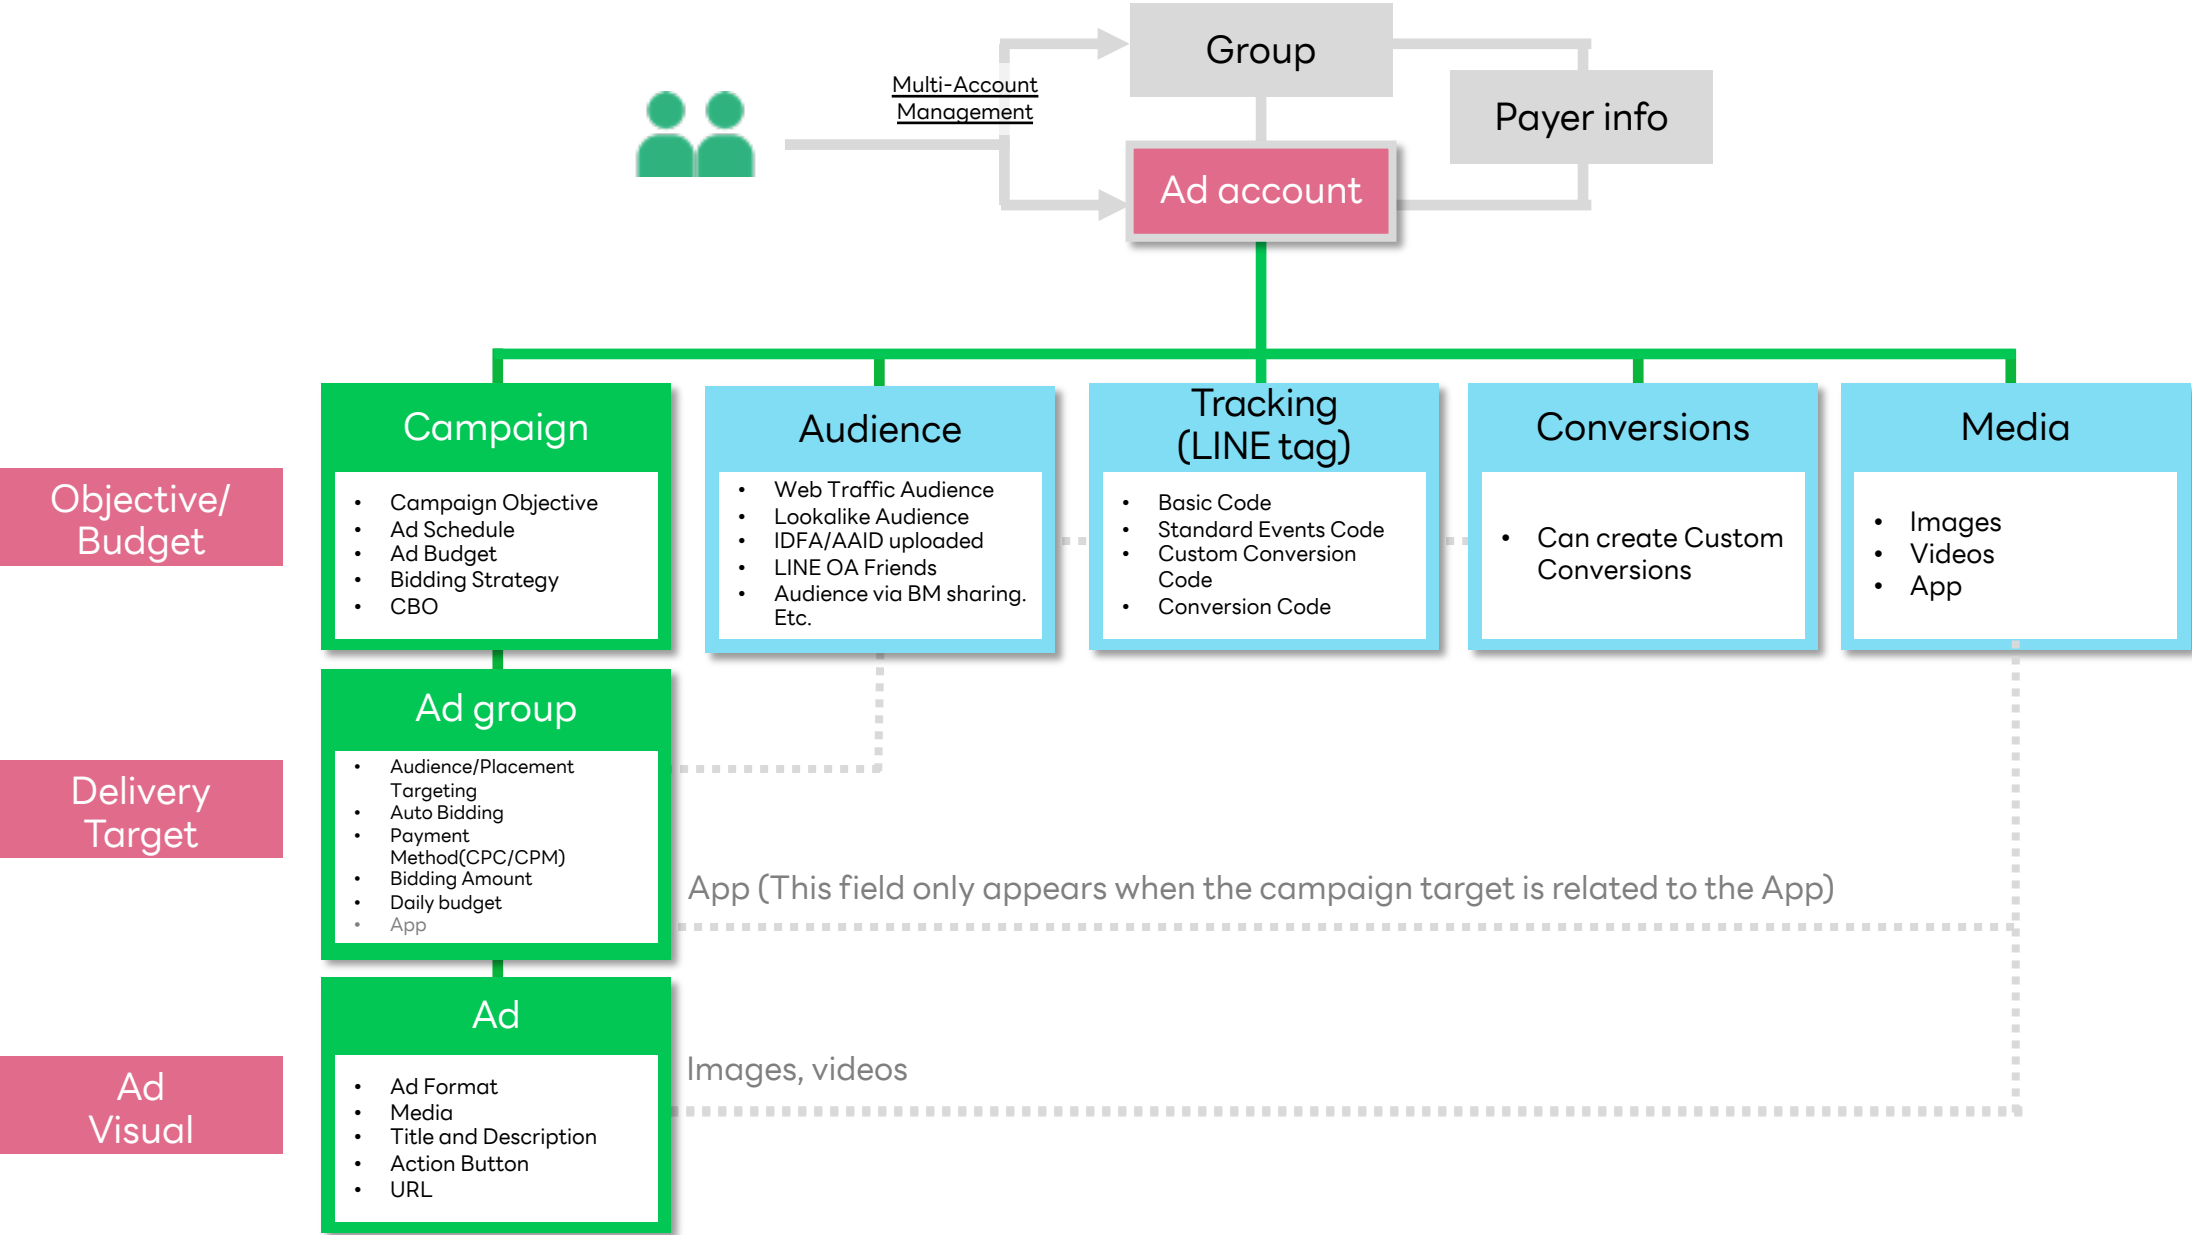 Group
Multi-Account
Management
Payer info
Ad account
Campaign
• Campaign Objective
• Ad Schedule
• Ad Budget
• Bidding Strategy
• CBO
Audience
• Web Traffic Audience
• Lookalike Audience
• IDFA/AAID uploaded
• LINE OA Friends
• Audience via BM sharing.
Etc.
Tracking
(LINE tag)
• Basic Code
• Standard Events Code
• Custom Conversion
Code
• Conversion Code
Conversions
• Can create Custom
Conversions
Media
• Images
• Videos
• App
Objective/
Budget
Ad group
• Audience/Placement
Targeting
• Auto Bidding
• Payment
Method(CPC/CPM)
• Bidding Amount
• Daily budget
• App
Delivery
Target
App (This field only appears when the campaign target is related to the App)
Ad
• Ad Format
• Media
• Title and Description
• Action Button
• URL
Images, videos
Ad
Visual